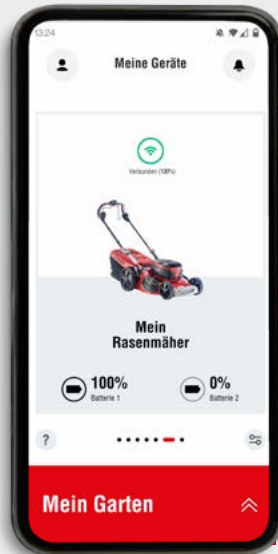 13:24
Meine Geräte
Verbunden (100%)
Mein
Rasenmäher
100%
Batterie 1
0%
Batterie 2
?
Mein Garten